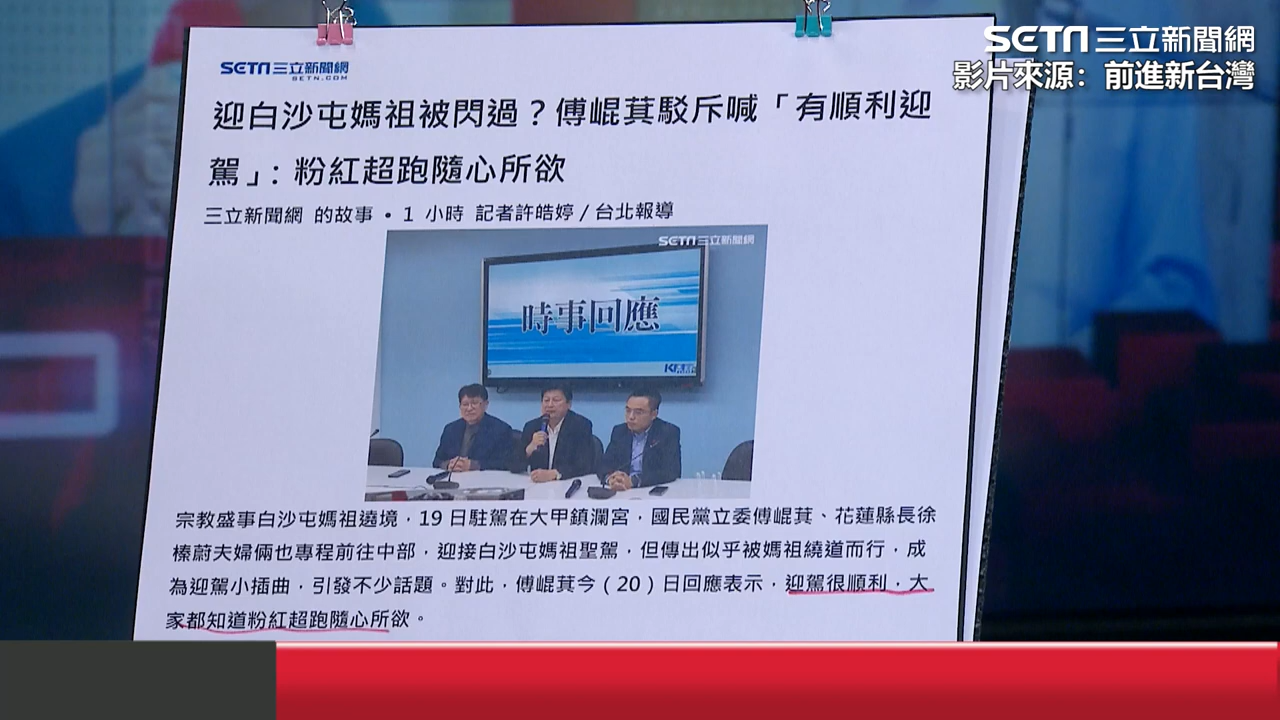 SETN三立新聞網
影片來源：前進新台灣
SETN三立新聞網
SETN.COM
迎白沙屯媽祖被閃過？傅崐萁駁斥喊「有順利迎
駕」：粉紅超跑隨心所欲
三立新聞網 的故事 • 1 小時 記者許皓婷／台北報導
SETN三立新聞網
時事回應
宗教盛事白沙屯媽祖遶境，19 日駐駕在大甲鎮瀾宮，國民黨立委傅崐萁、花蓮縣長徐
榛蔚夫婦倆也專程前往中部，迎接白沙屯媽祖聖駕，但傳出似乎被媽祖繞道而行，成
為迎駕小插曲，引發不少話題。對此，傅崐萁今（20）日回應表示，迎駕很順利，大
家都知道粉紅超跑隨心所欲。